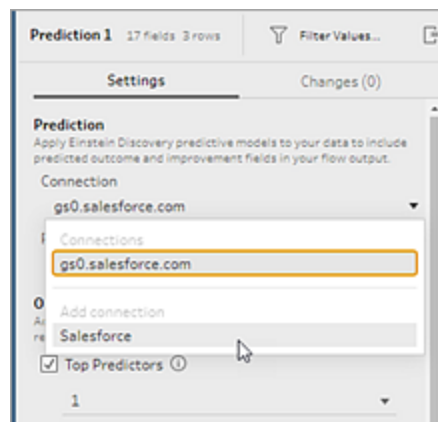 Prediction 1 17 fields 3 rows Filter Values...
Settings Changes (0)
Prediction
Apply Einstein Discovery predictive models to your data to include
predicted outcome and improvement fields in your flow output.
Connection
gs0.salesforce.com
Connections
gs0.salesforce.com
Add connection
Salesforce
Top Predictors
1